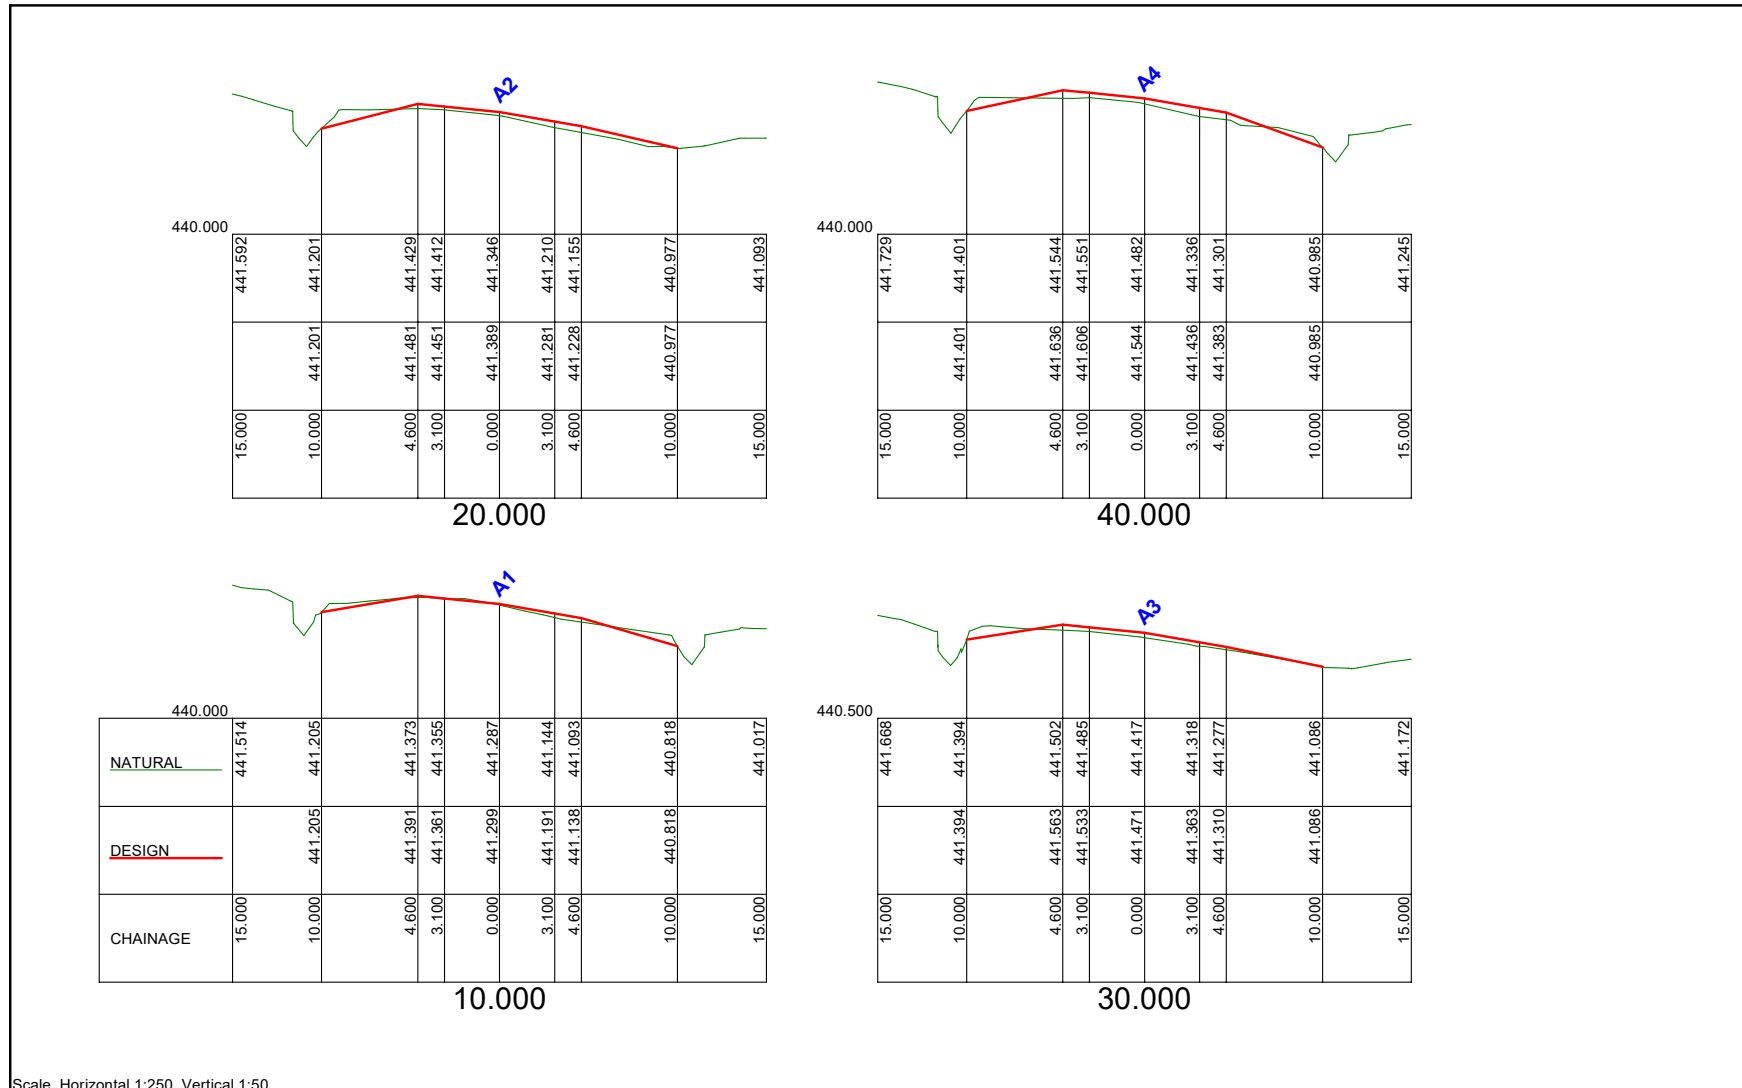 A2
440.000
441.592 441.201 441.429 441.412 441.346 441.210 441.155 440.977 441.093
441.201 441.481 441.451 441.389 441.281 441.228 440.977
15.000 10.000 4.600 3.100 0.000 3.100 4.600 10.000 15.000
20.000
A4
440.000
441.729 441.401 441.544 441.551 441.482 441.336 441.301 440.985 441.245
441.401 441.636 441.606 441.544 441.436 441.383 440.985
15.000 10.000 4.600 3.100 0.000 3.100 4.600 10.000 15.000
40.000
A1
440.000
NATURAL 441.514 441.205 441.373 441.355 441.287 441.144 441.093 440.818 441.017
DESIGN 441.205 441.391 441.361 441.299 441.191 441.138 440.818
CHAINAGE 15.000 10.000 4.600 3.100 0.000 3.100 4.600 10.000 15.000
10.000
A3
440.500
441.668 441.394 441.502 441.485 441.417 441.318 441.277 441.086 441.172
441.394 441.563 441.533 441.471 441.363 441.310 441.086
15.000 10.000 4.600 3.100 0.000 3.100 4.600 10.000 15.000
30.000
Scale Horizontal 1:250 Vertical 1:50